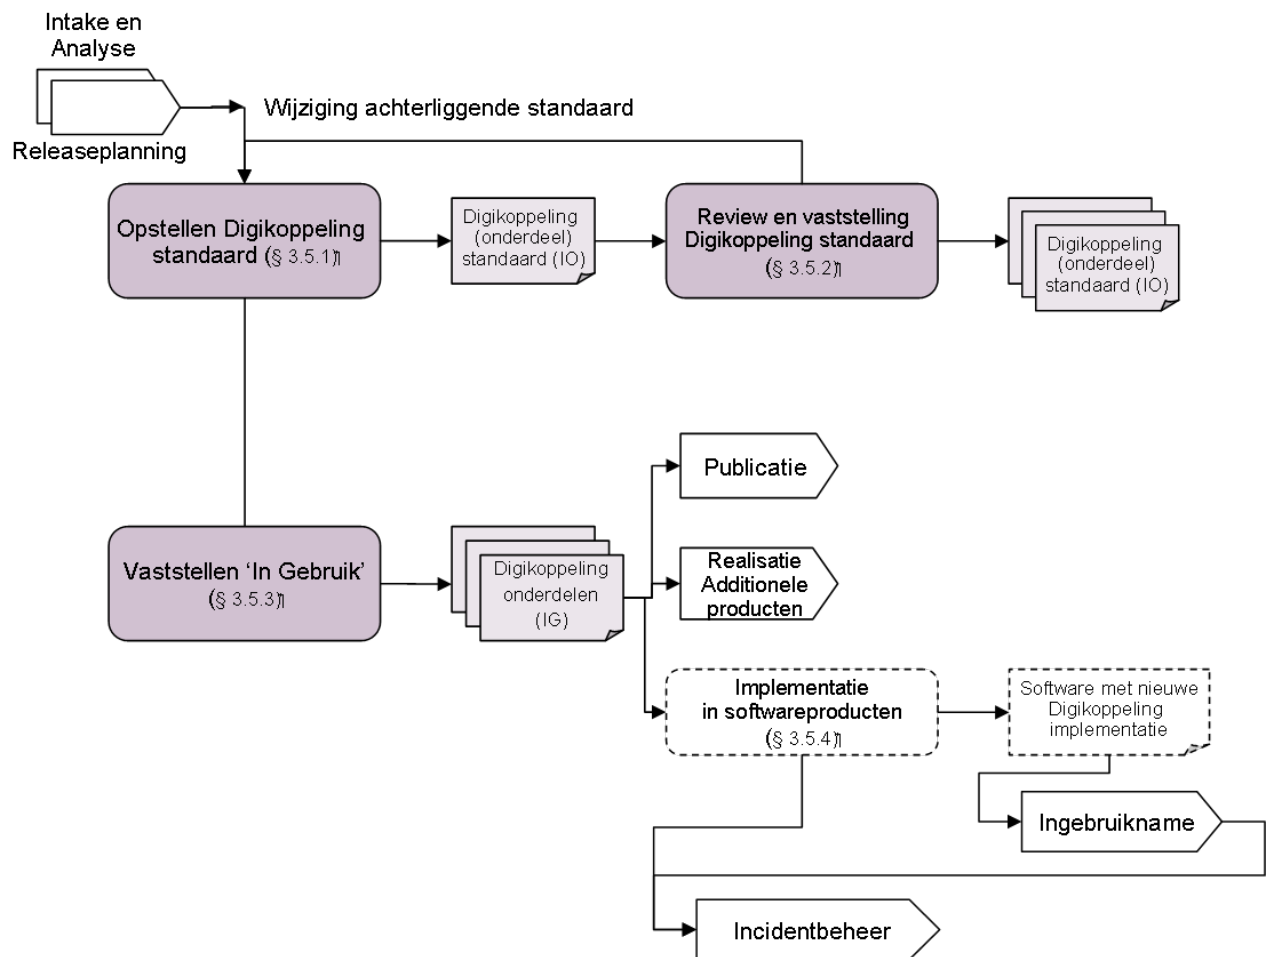 Intake en
Analyse
Releaseplanning
Wijziging achterliggende standaard
Opstellen Digikoppeling
standaard (§ 3.5.1)
Digikoppeling
(onderdeel)
standaard (IO)
Review en vaststelling
Digikoppeling standaard
(§ 3.5.2)
Digikoppeling
(onderdeel)
standaard (IO)
Vaststellen ‘In Gebruik’
(§ 3.5.3)
Digikoppeling
onderdelen
(IG)
Publicatie
Realisatie
Additionele
producten
Implementatie
in softwareproducten
(§ 3.5.4)
Software met nieuwe
Digikoppeling
implementatie
Ingebruikname
Incidentbeheer